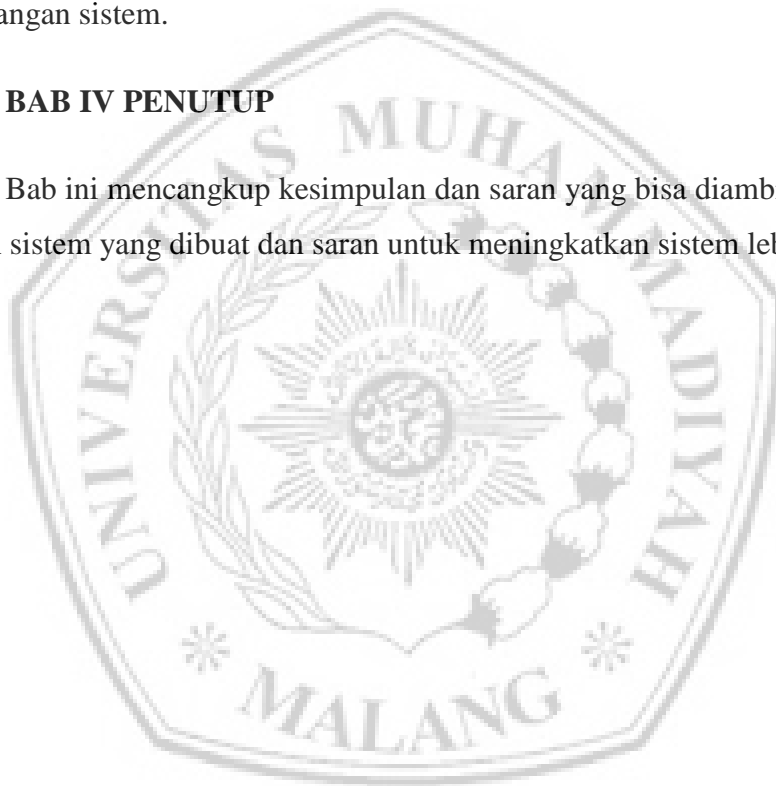 angan sistem.
BAB IV PENUTUP
Bab ini mencangkup kesimpulan dan saran yang bisa diamb
sistem yang dibuat dan saran untuk meningkatkan sistem leb
UNIVERSITAS MUHAMMADIYAH
MALANG